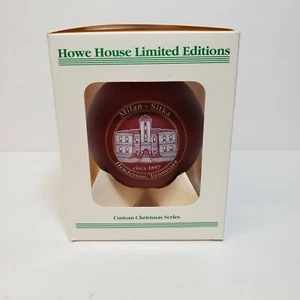 Howe House Limited Editions
Milan - Sitka
circa 1897
Henderson, Tennessee
Custom Christmas Series